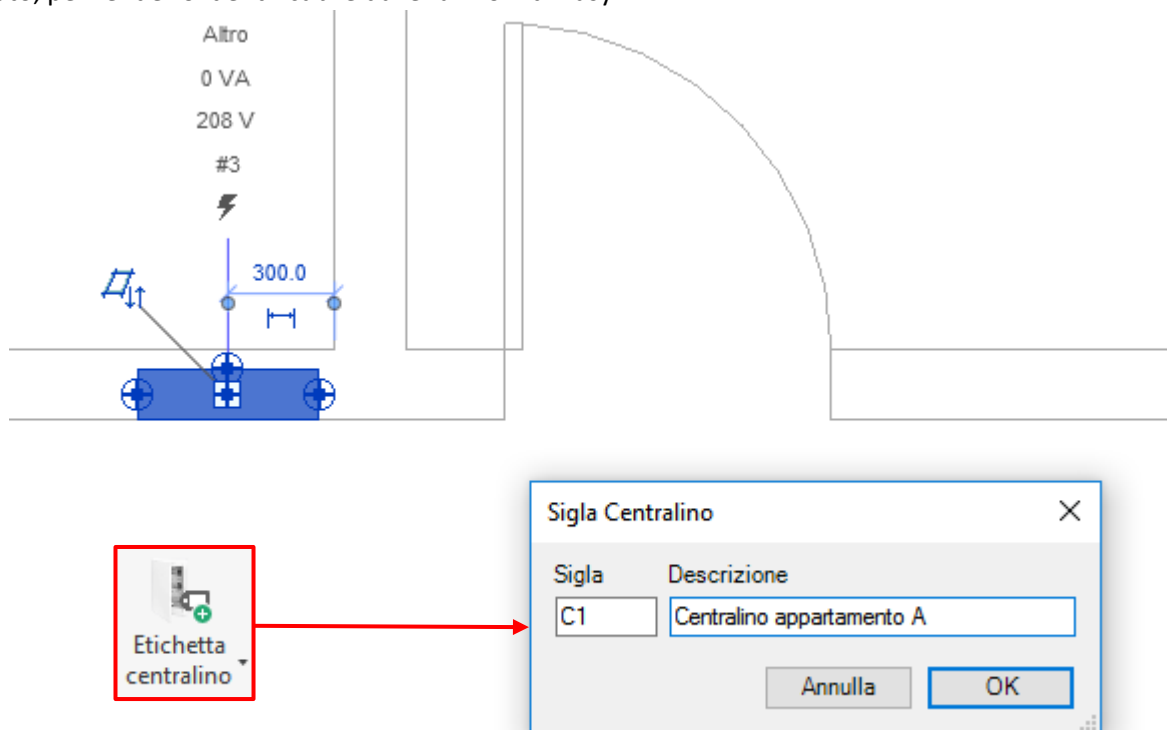 Altro
0 VA
208 V
#3
300.0
Sigla Centralino
Sigla Descrizione
C1 Centralino appartamento A
Etichetta
centralino
Annulla OK